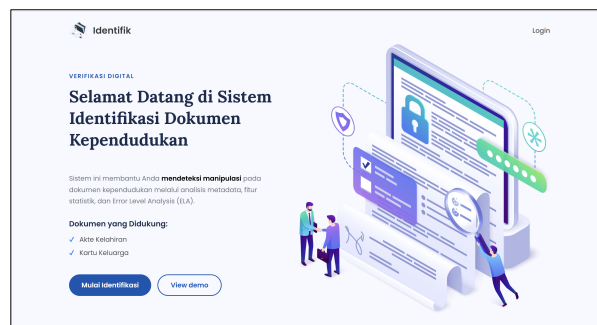 Identifik
Login
VERIFIKASI DIGITAL
Selamat Datang di Sistem
Identifikasi Dokumen
Kependudukan
Sistem ini membantu Anda mendeteksi manipulasi pada
dokumen kependudukan melalui analisis metadata, fitur
statistik, dan Error Level Analysis (ELA).
Dokumen yang Didukung:
✓ Akte Kelahiran
✓ Kartu Keluarga
Mulai Identifikasi
View demo